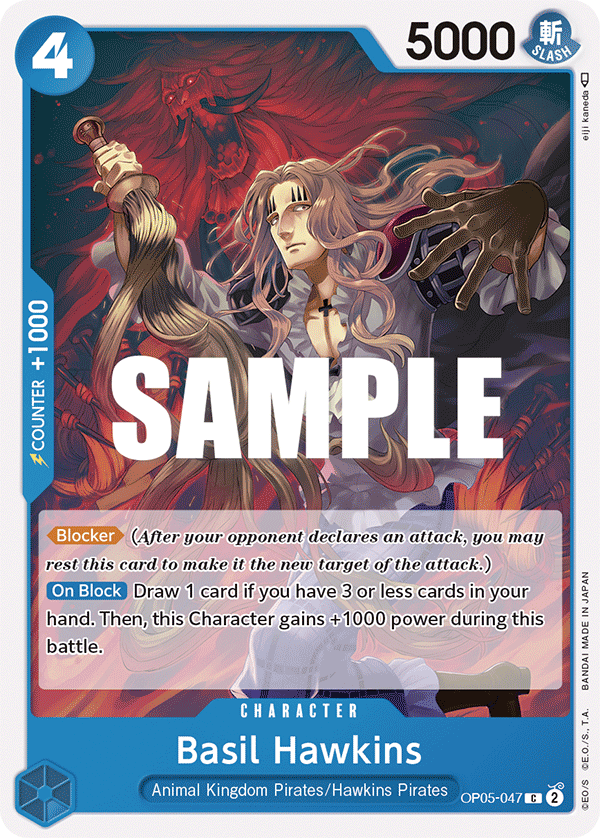 4
5000
斬
SLASH
eiji kaneda
COUNTER +1000
SAMPLE
Blocker (After your opponent declares an attack, you may
rest this card to make it the new target of the attack.)
On Block Draw 1 card if you have 3 or less cards in your
hand. Then, this Character gains +1000 power during this
battle.
CHARACTER
Basil Hawkins
Animal Kingdom Pirates/Hawkins Pirates
OP05-047 C 2
©E.O/S ©E.O./S., T.A. BANDAI MADE IN JAPAN